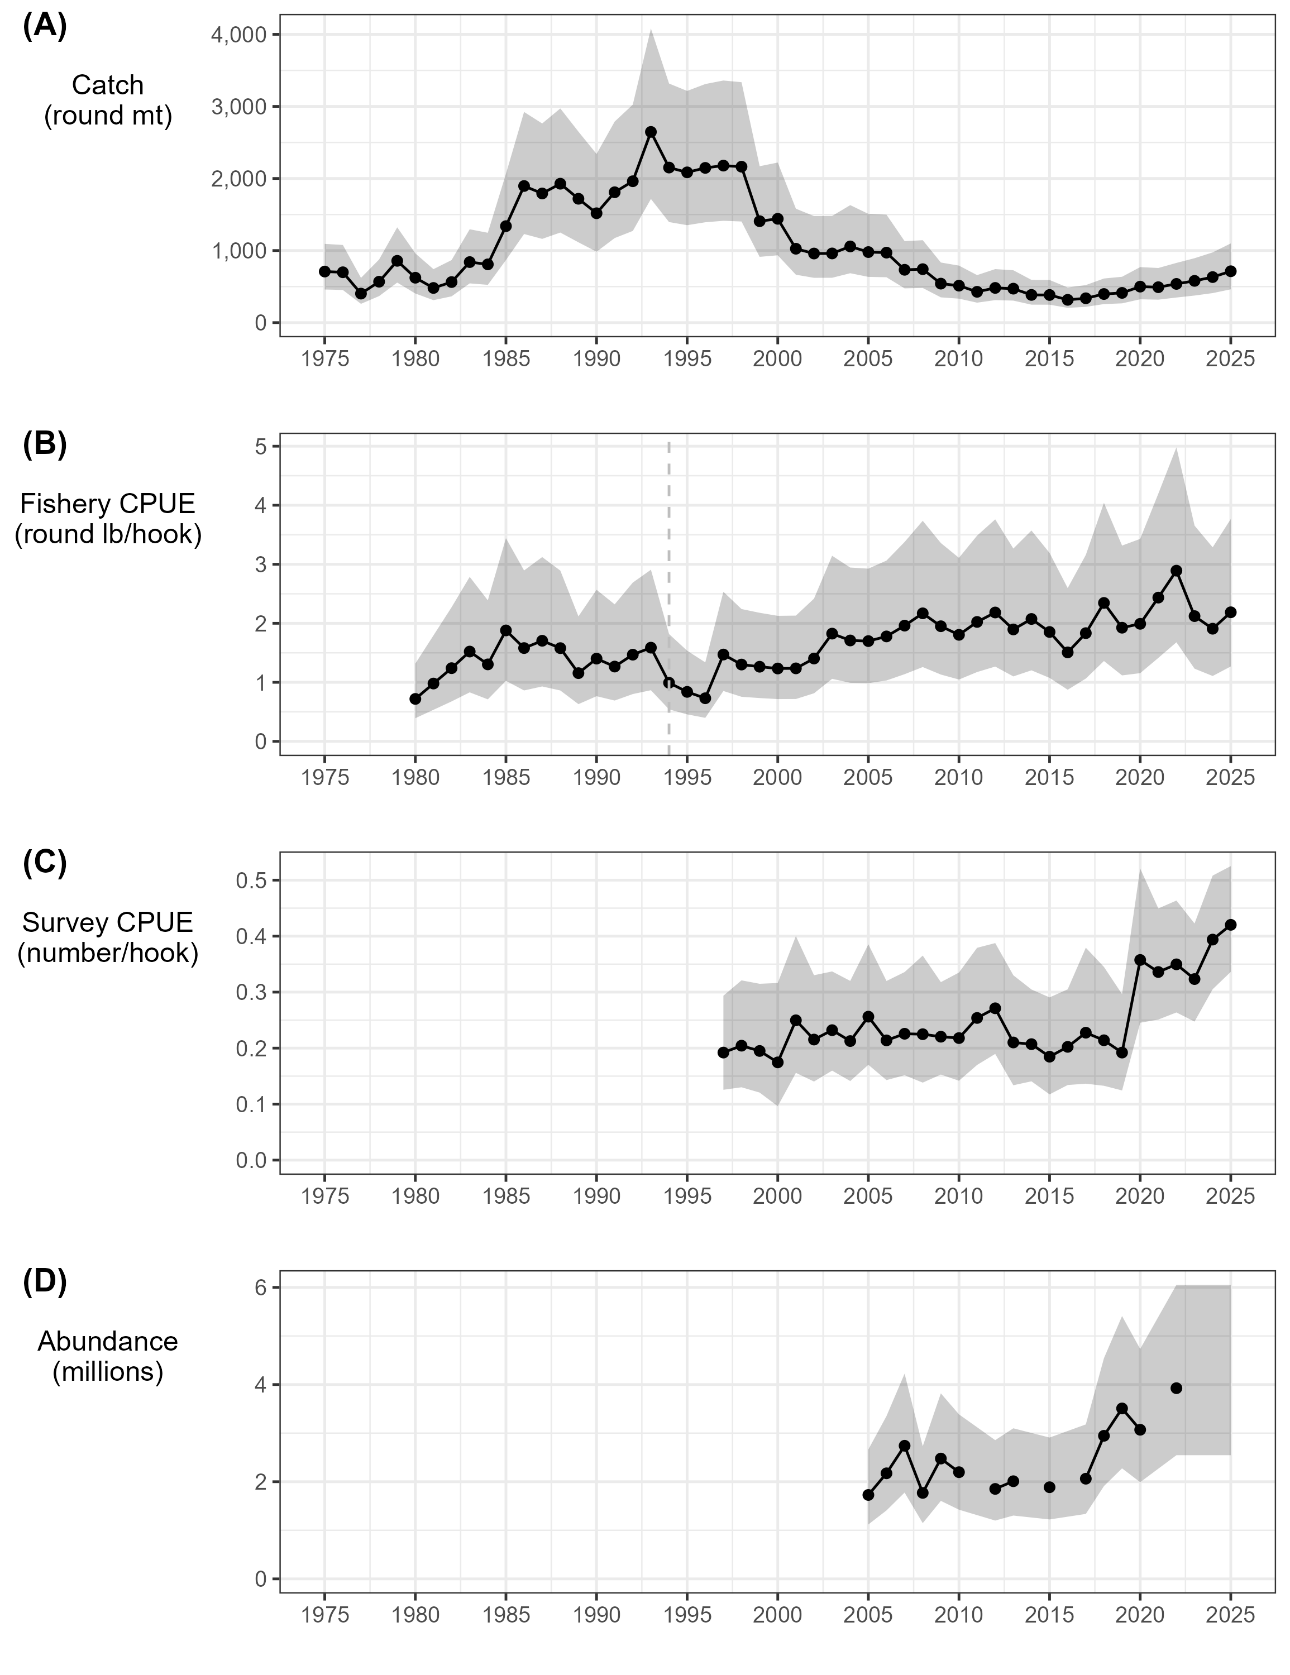 (A)
Catch
(round mt)
4,000
3,000
2,000
1,000
0
1975 1980 1985 1990 1995 2000 2005 2010 2015 2020 2025
(B)
Fishery CPUE
(round lb/hook)
5
4
3
2
1
0
1975 1980 1985 1990 1995 2000 2005 2010 2015 2020 2025
(C)
Survey CPUE
(number/hook)
0.5
0.4
0.3
0.2
0.1
0.0
1975 1980 1985 1990 1995 2000 2005 2010 2015 2020 2025
(D)
Abundance
(millions)
6
4
2
0
1975 1980 1985 1990 1995 2000 2005 2010 2015 2020 2025